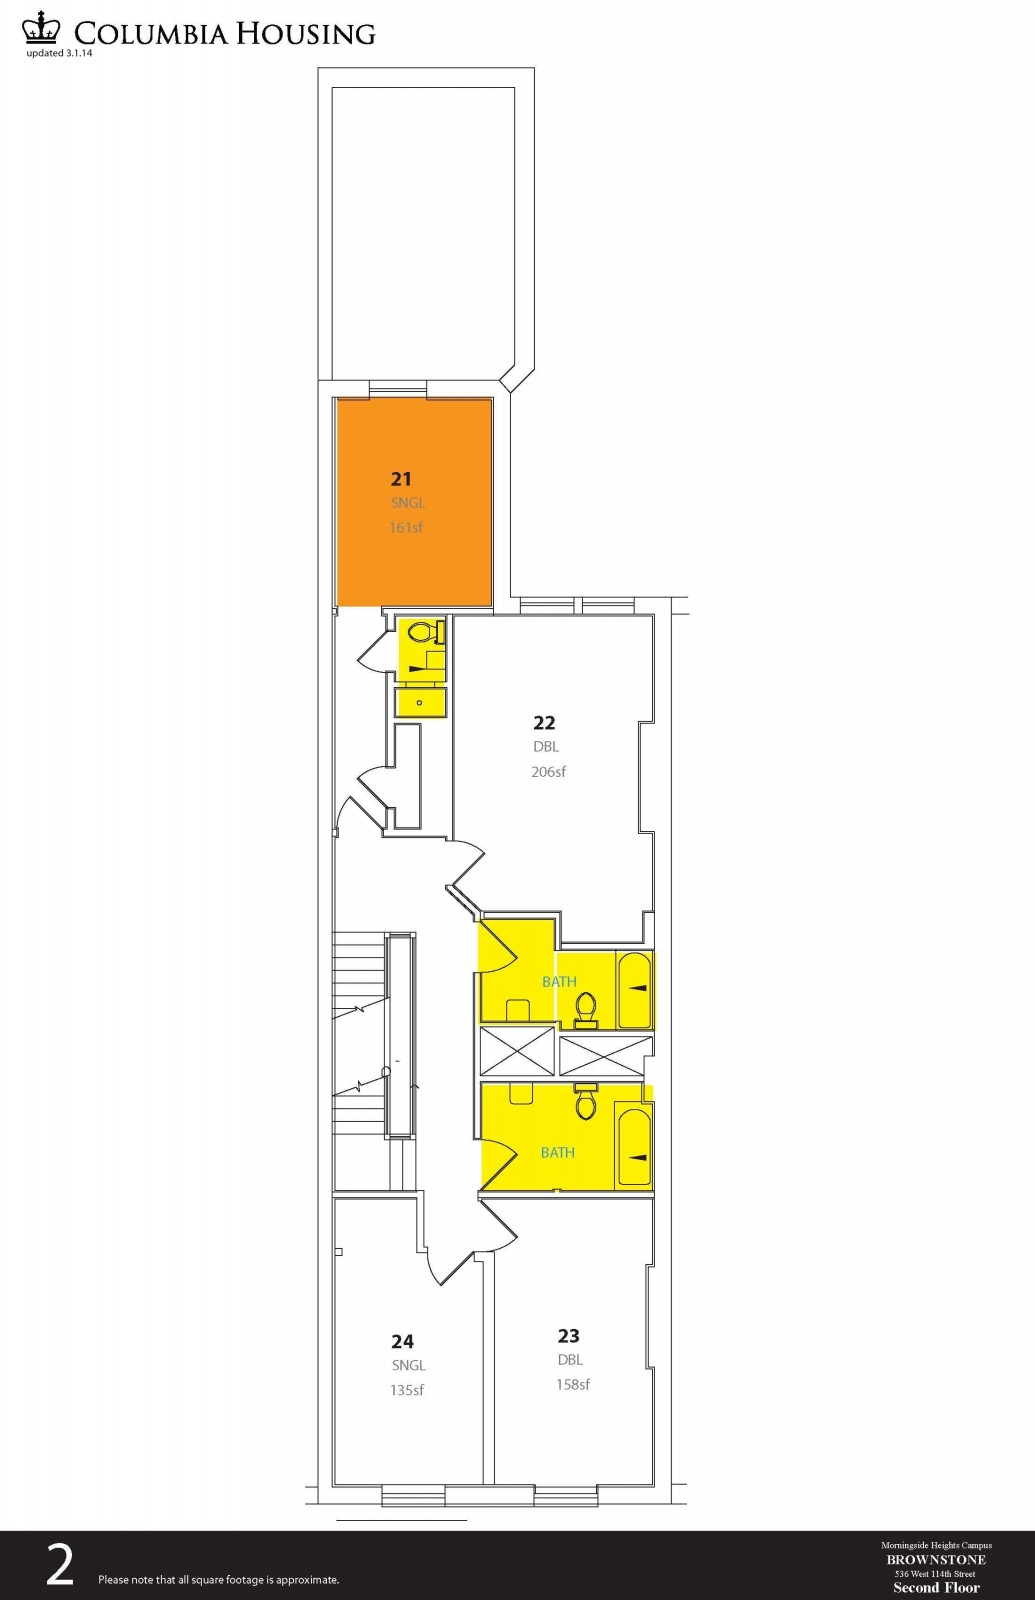 COLUMBIA HOUSING
updated 3.1.14
21
SNGL
161sf
22
DBL
206sf
BATH
BATH
24
SNGL
135sf
23
DBL
158sf
2
Please note that all square footage is approximate.
Morningside Heights Campus
BROWNSTONE
536 West 114th Street
Second Floor